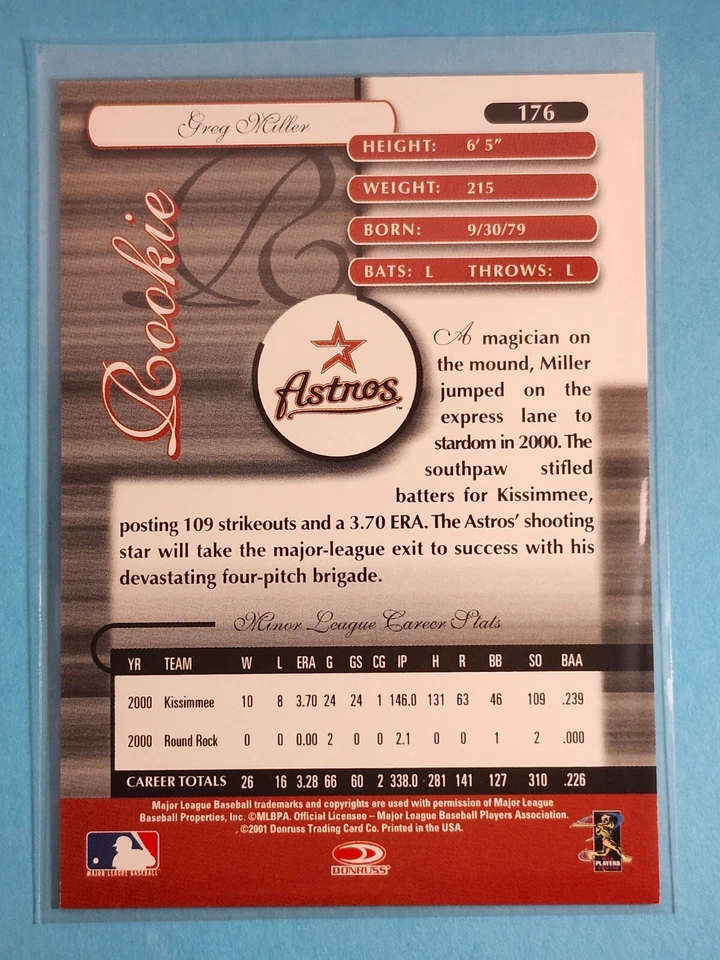 176
Greg Miller
HEIGHT: 6' 5"
WEIGHT: 215
BORN: 9/30/79
BATS: L THROWS: L
Rookie
R
Astros
™
A magician on
the mound, Miller
jumped on the
express lane to
stardom in 2000. The
southpaw stifled
batters for Kissimmee,
posting 109 strikeouts and a 3.70 ERA. The Astros' shooting
star will take the major-league exit to success with his
devastating four-pitch brigade.
Minor League Career Stats
YR TEAM W L ERA G GS CG IP H R BB SO BAA
2000 Kissimmee 10 8 3.70 24 24 1 146.0 131 63 46 109 .239
2000 Round Rock 0 0 0.00 2 0 0 2.1 0 0 1 2 .000
CAREER TOTALS 26 16 3.28 66 60 2 338.0 281 141 127 310 .226
Major League Baseball trademarks and copyrights are used with permission of Major League
Baseball Properties, Inc. ©MLBPA. Official Licensee – Major League Baseball Players Association.
©2001 Donruss Trading Card Co. Printed in the USA.
MAJOR LEAGUE BASEBALL
DONRUSS
PLAYERS